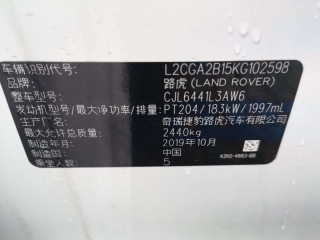 车辆识别代号: L2CGA2B15KG102598
品牌: 路虎(LAND ROVER)
整车型号: CJL6441L3AW6
发动机型号/最大净功率/排量: PT204/183kW/1997mL
制造厂名: 奇瑞捷豹路虎汽车有限公司
最大允许总质量: 2440kg
制造年月: 2019年10月
制造国: 中国
乘坐人数: 5